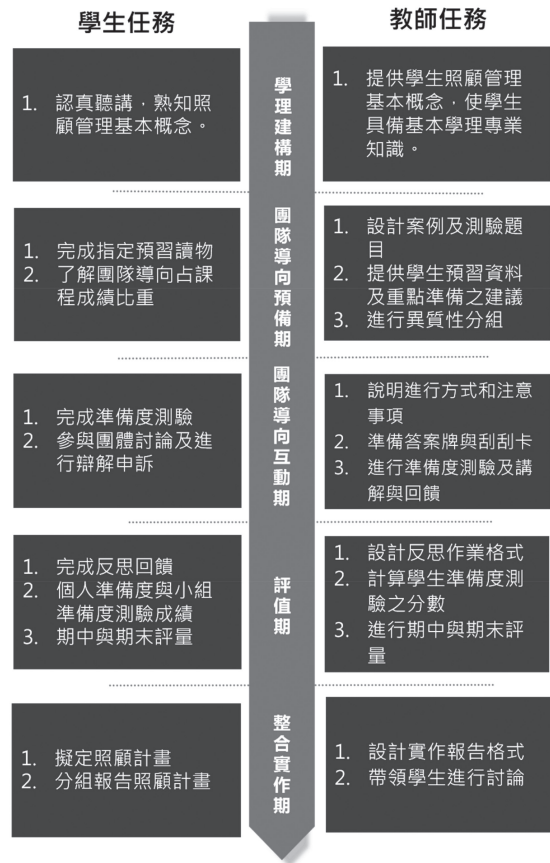 學生任務
教師任務
1. 認真聽講，熟知照
顧管理基本概念。
學理建構期
1. 提供學生照顧管理
基本概念，使學生
具備基本學理專業
知識。
1. 完成指定預習讀物
2. 了解團隊導向占課
程成績比重
團隊導向預備期
1. 設計案例及測驗題
目
2. 提供學生預習資料
及重點準備之建議
3. 進行異質性分組
1. 完成準備度測驗
2. 參與團體討論及進
行辯解申訴
團隊導向互動期
1. 說明進行方式和注意
事項
2. 準備答案牌與刮刮卡
3. 進行準備度測驗及講
解與回饋
1. 完成反思回饋
2. 個人準備度與小組
準備度測驗成績
3. 期中與期末評量
評值期
1. 設計反思作業格式
2. 計算學生準備度測
驗之分數
3. 進行期中與期末評
量
1. 擬定照顧計畫
2. 分組報告照顧計畫
整合實作期
1. 設計實作報告格式
2. 帶領學生進行討論